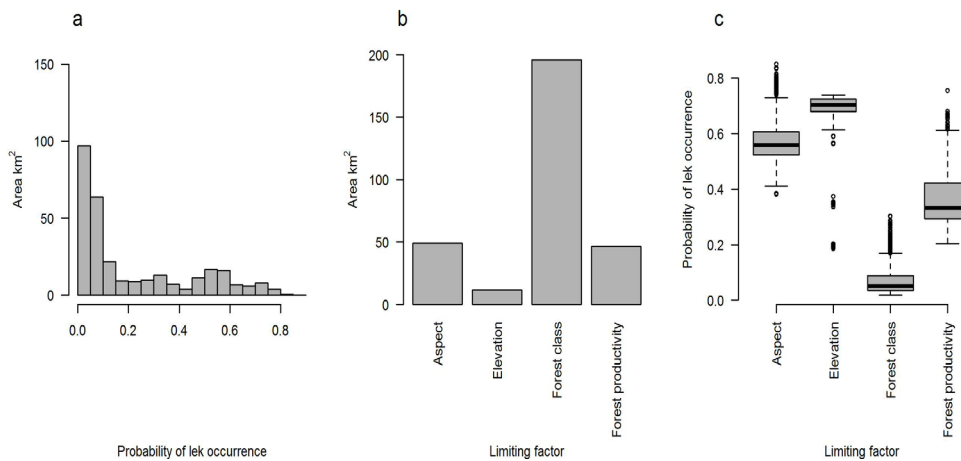 a
Area km²
150
100
50
0
0.0 0.2 0.4 0.6 0.8
Probability of lek occurrence
b
Area km²
200
150
100
50
0
Aspect
Elevation
Forest class
Forest productivity
Limiting factor
c
Probability of lek occurrence
0.8
0.6
0.4
0.2
0.0
Aspect
Elevation
Forest class
Forest productivity
Limiting factor